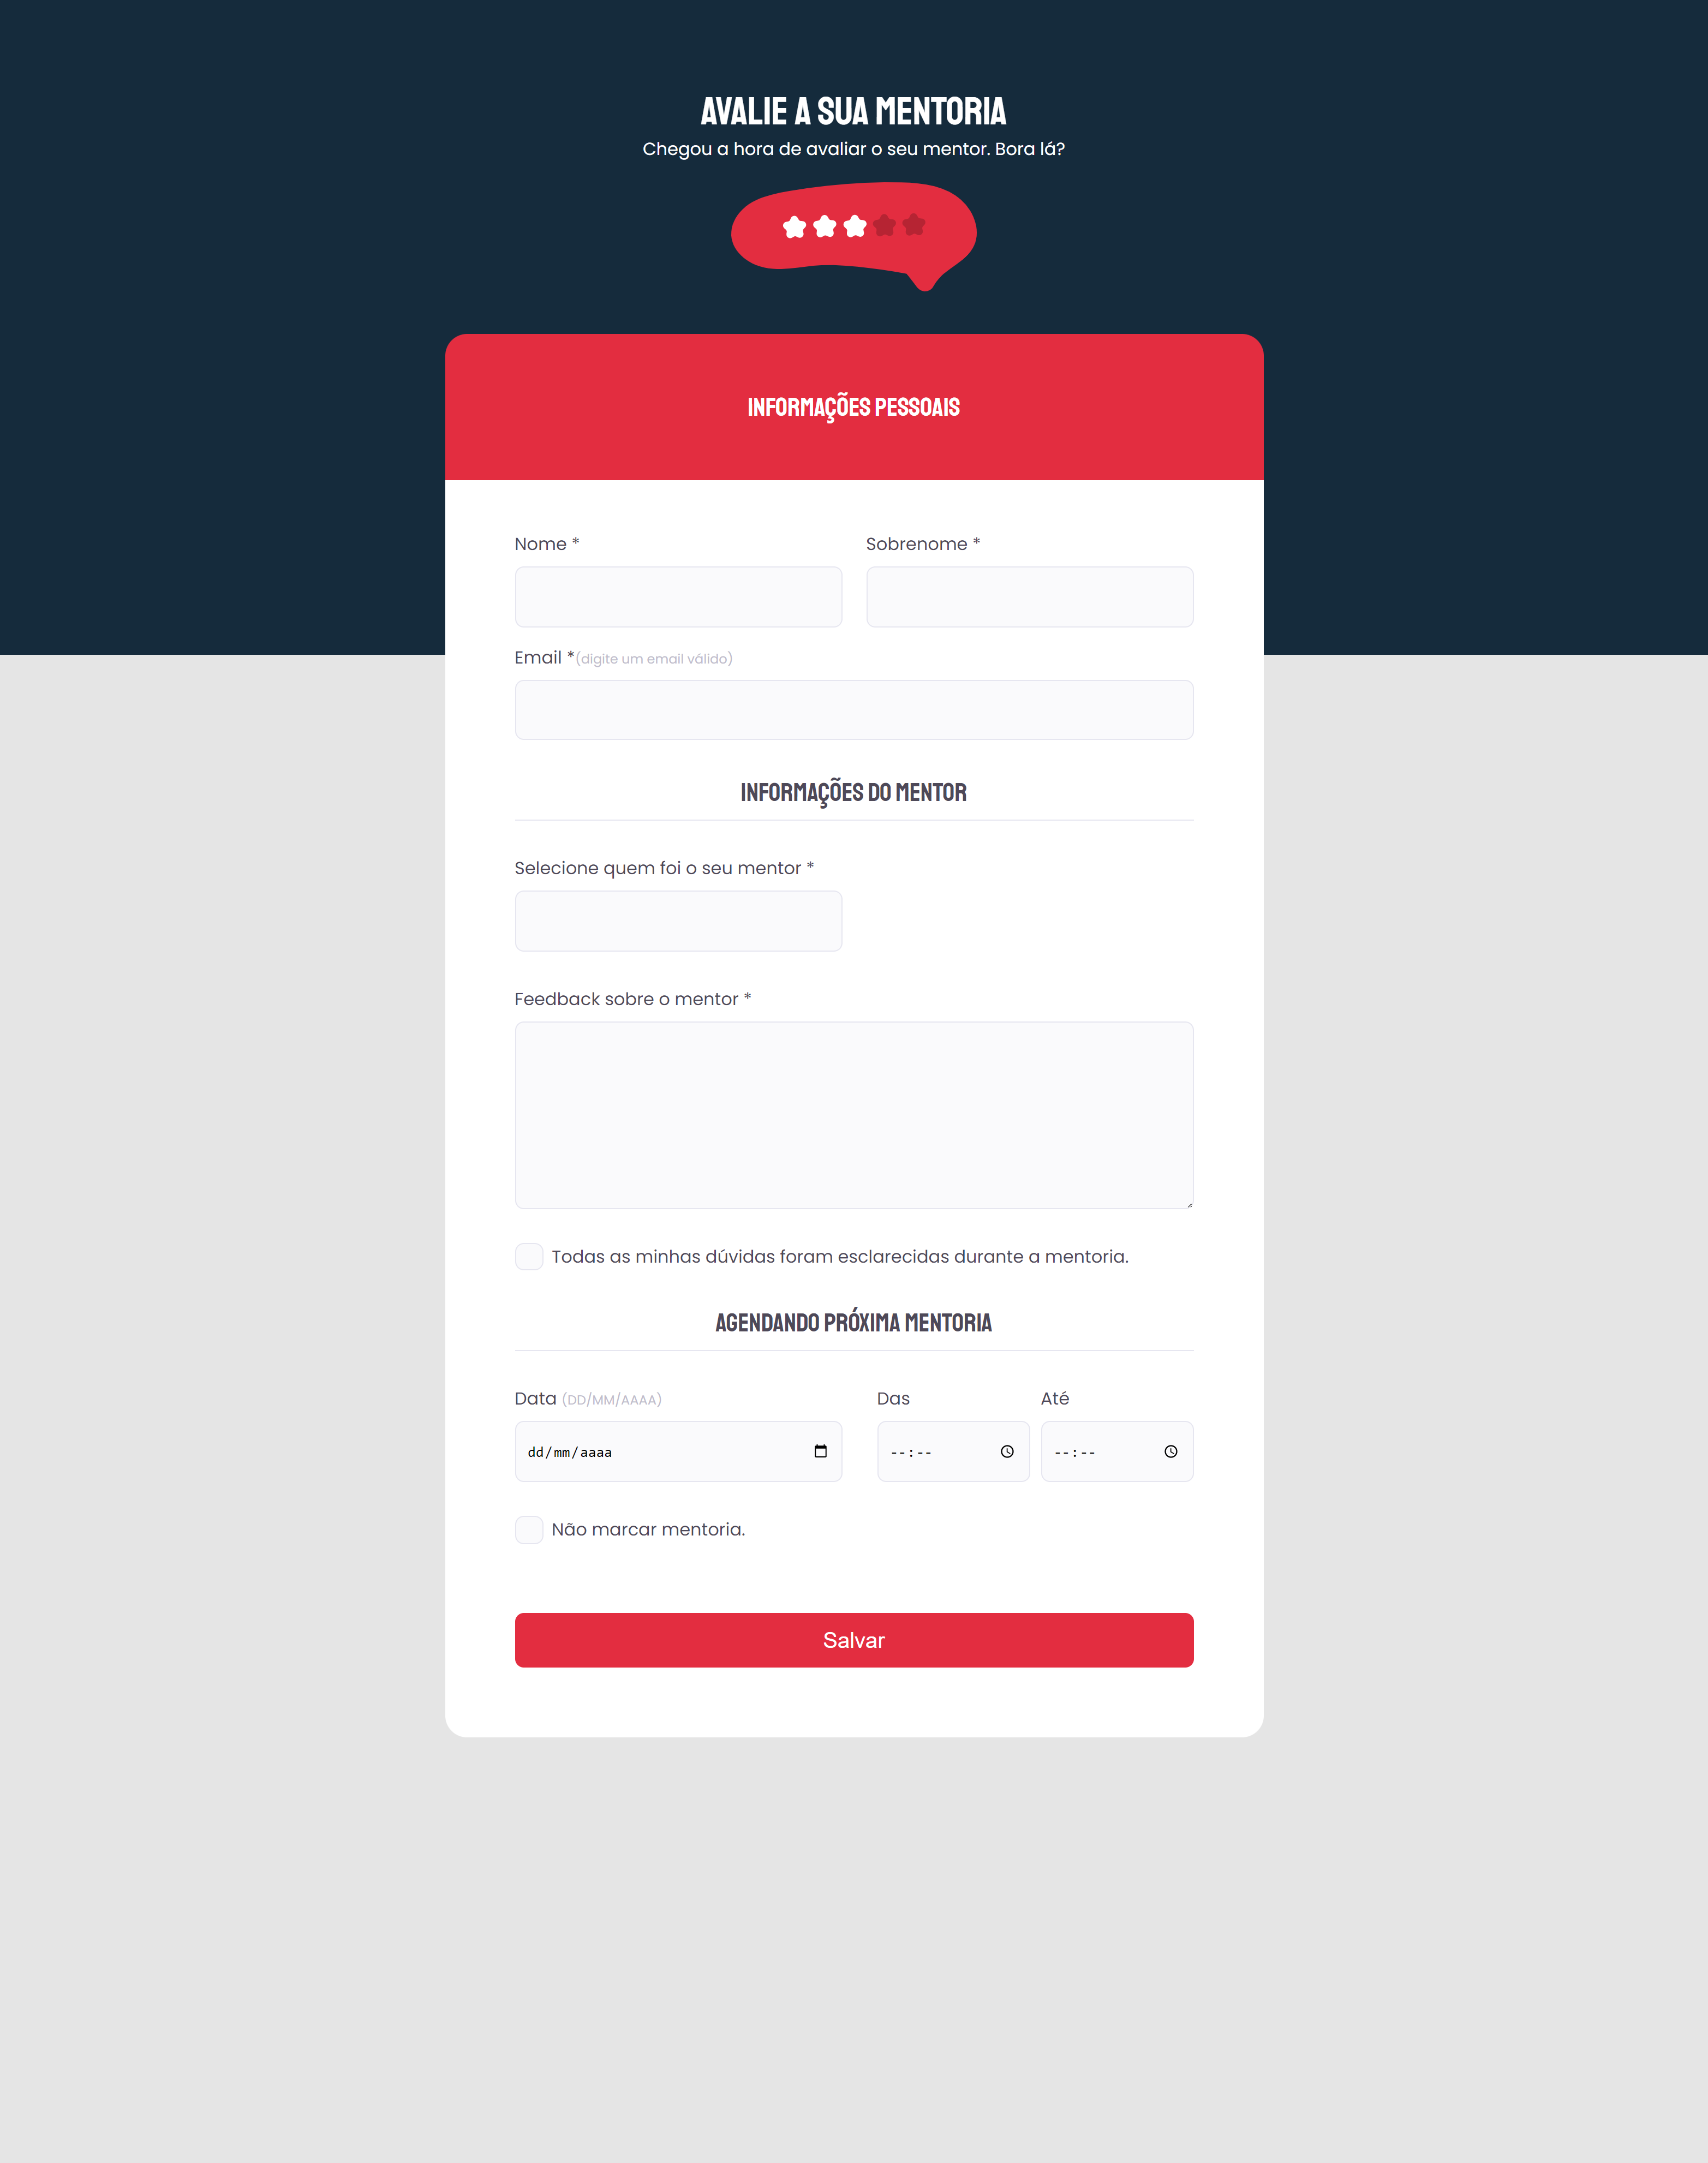 AVALIE A SUA MENTORIA
Chegou a hora de avaliar o seu mentor. Bora lá?
INFORMAÇÕES PESSOAIS
Nome * Sobrenome *
Email *(digite um email válido)
INFORMAÇÕES DO MENTOR
Selecione quem foi o seu mentor *
Feedback sobre o mentor *
Todas as minhas dúvidas foram esclarecidas durante a mentoria.
AGENDANDO PRÓXIMA MENTORIA
Data (DD/MM/AAAA) Das Até
dd/mm/aaaa --:-- --:--
Não marcar mentoria.
Salvar